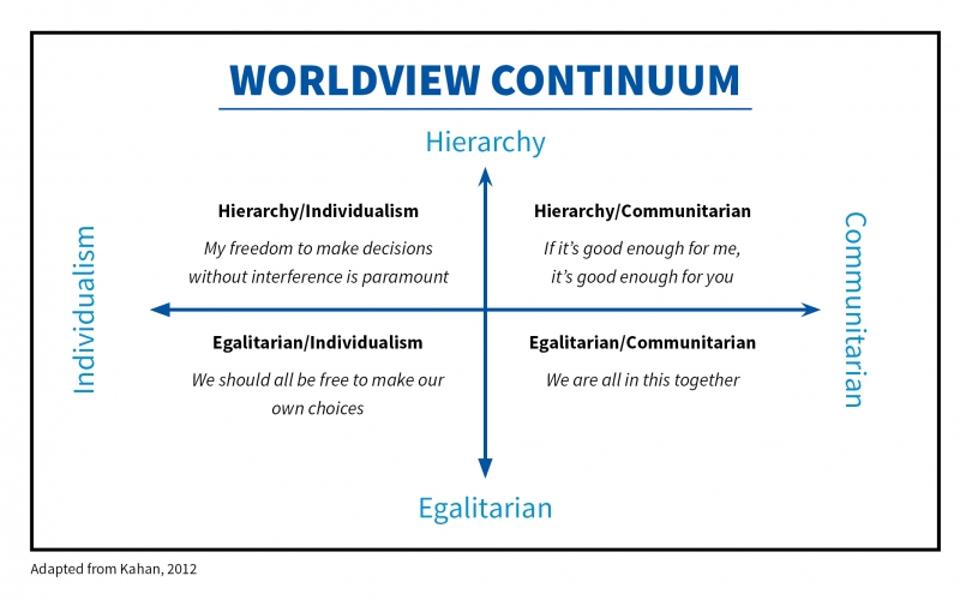 WORLDVIEW CONTINUUM
Hierarchy
Individualism
Hierarchy/Individualism
My freedom to make decisions
without interference is paramount
Hierarchy/Communitarian
If it’s good enough for me,
it’s good enough for you
Communitarian
Egalitarian/Individualism
We should all be free to make our
own choices
Egalitarian/Communitarian
We are all in this together
Egalitarian
Adapted from Kahan, 2012